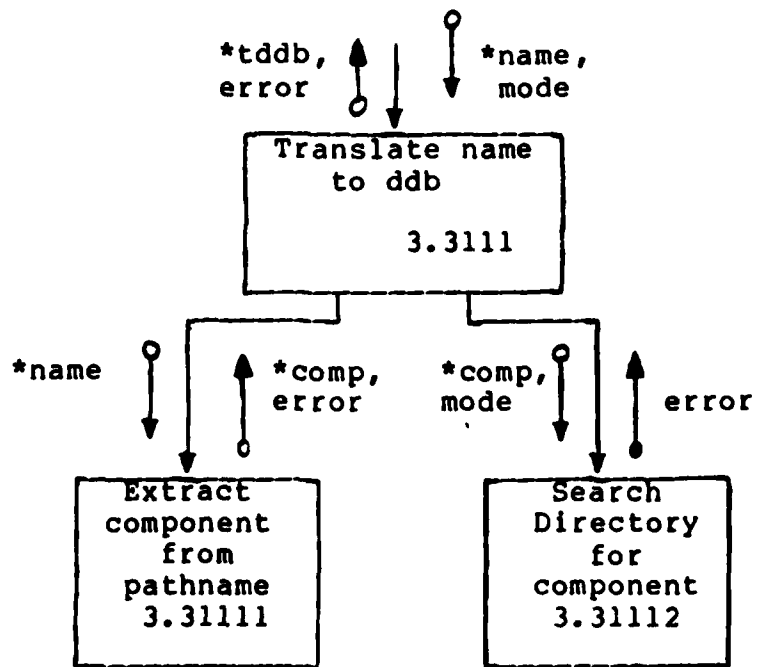 *tddb,
error
*name,
mode
Translate name
to ddb
3.3111
*name
*comp,
error
*comp,
mode
error
Extract
component
from
pathname
3.31111
Search
Directory
for
component
3.31112